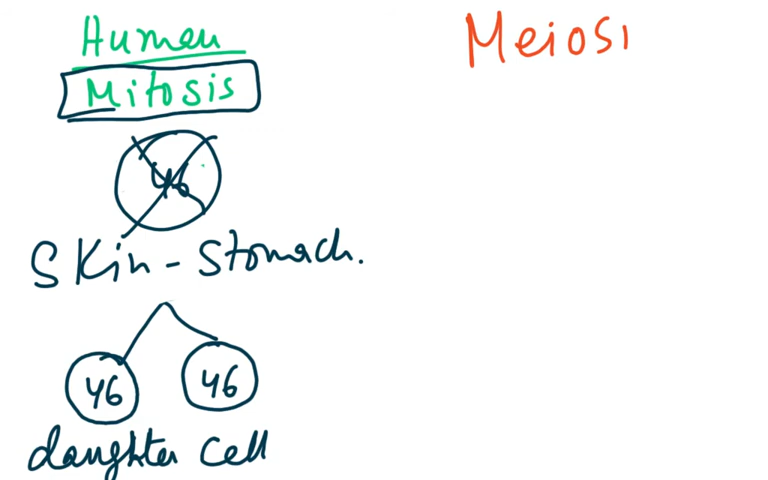 Human
Mitosis
46
Skin - Stomach.
46 46
daughter cell
Meiosi